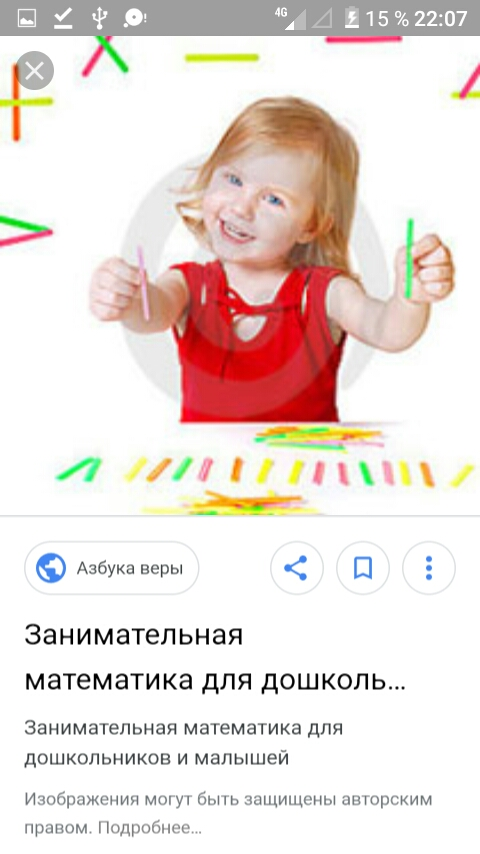 4G 15 % 22:07
Азбука веры
Занимательная
математика для дошколь...
Занимательная математика для
дошкольников и малышей
Изображения могут быть защищены авторским
правом. Подробнее...